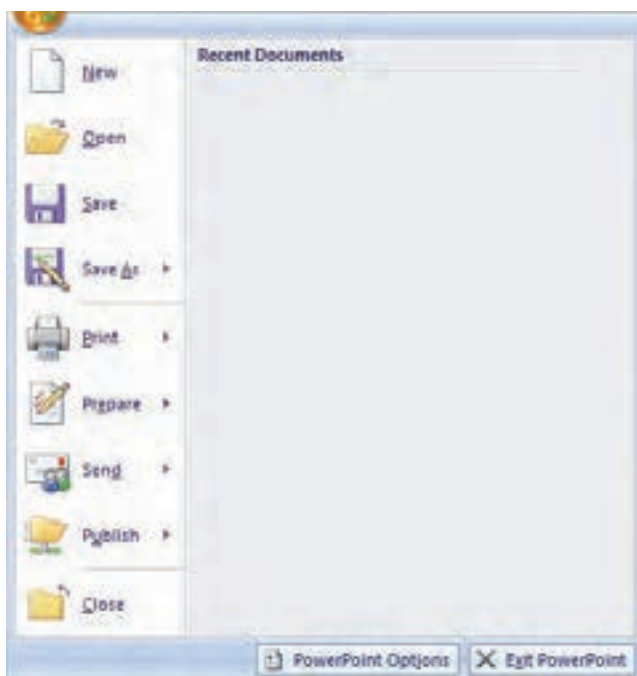 New
Open
Save
Save As
Print
Prepare
Send
Publish
Close
Recent Documents
PowerPoint Options
Exit PowerPoint